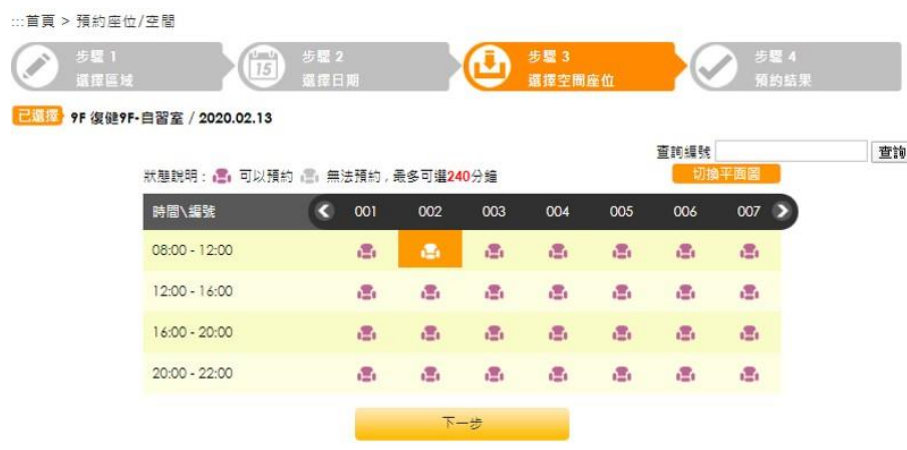 :::首頁 > 預約座位/空間
步驟 1
選擇區域
15
步驟 2
選擇日期
步驟 3
選擇空間座位
步驟 4
預約結果
已選擇 9F 復健9F-自習室 / 2020.02.13
查詢編號 查詢
狀態說明: 可以預約 無法預約,最多可選240分鐘
切換平面圖
時間\編號 001 002 003 004 005 006 007
08:00 - 12:00
12:00 - 16:00
16:00 - 20:00
20:00 - 22:00
下一步